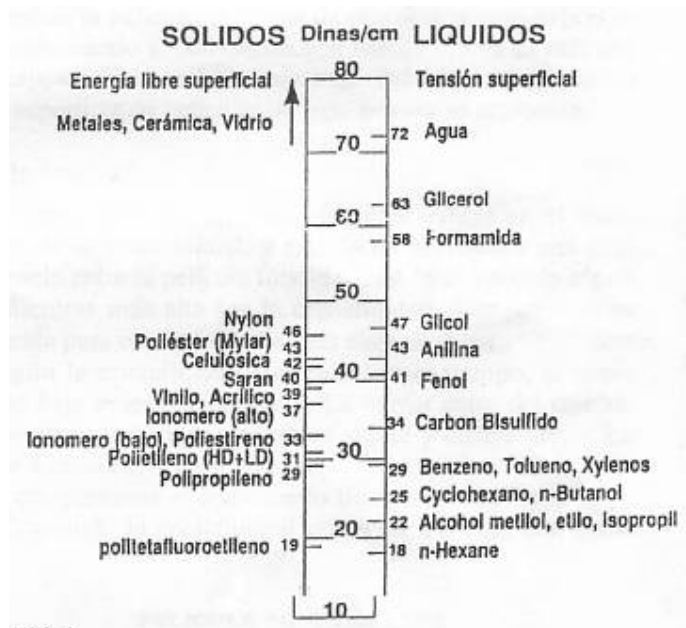 SÓLIDOS Dinas/cm LIQUIDOS
80
Energía libre superficial
Tensión superficial
Metales, Cerámica, Vidrio
72 Agua
70
63 Glicerol
60
58 Formamida
50
Nylon
46
47 Glicol
Poliéster (Mylar)
43
43 Anilina
Celulósica 42
Saran 40
40
41 Fenol
Vinilo, Acrílico 39
Ionomero (alto) 37
34 Carbon Bisulfido
Ionomero (bajo), Poliestireno 33
30
Polietileno (HD+LD) 31
29 Benzeno, Tolueno, Xylenos
Polipropileno 29
25 Cyclohexano, n-Butanol
22 Alcohol metilol, etilo, Isopropil
20
politetafluoroetileno 19
18 n-Hexane
10